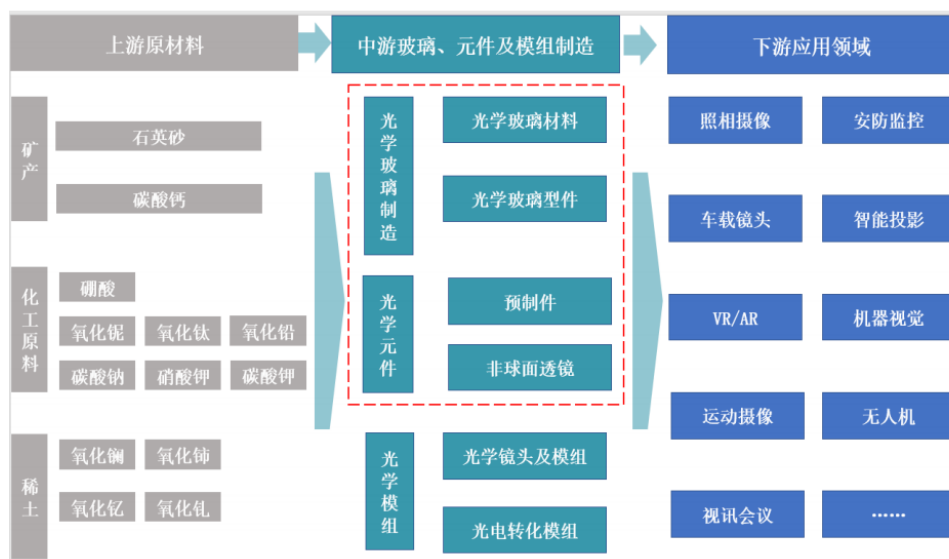 上游原材料
中游玻璃、元件及模组制造
下游应用领域
矿产
石英砂
碳酸钙
化工原料
硼酸
氧化铌
氧化钛
氧化铅
碳酸钠
硝酸钾
碳酸钾
稀土
氧化镧
氧化铈
氧化钇
氧化钆
光学玻璃制造
光学玻璃材料
光学玻璃型件
光学元件
预制件
非球面透镜
光学模组
光学镜头及模组
光电转化模组
照相摄像
安防监控
车载镜头
智能投影
VR/AR
机器视觉
运动摄像
无人机
视讯会议
……